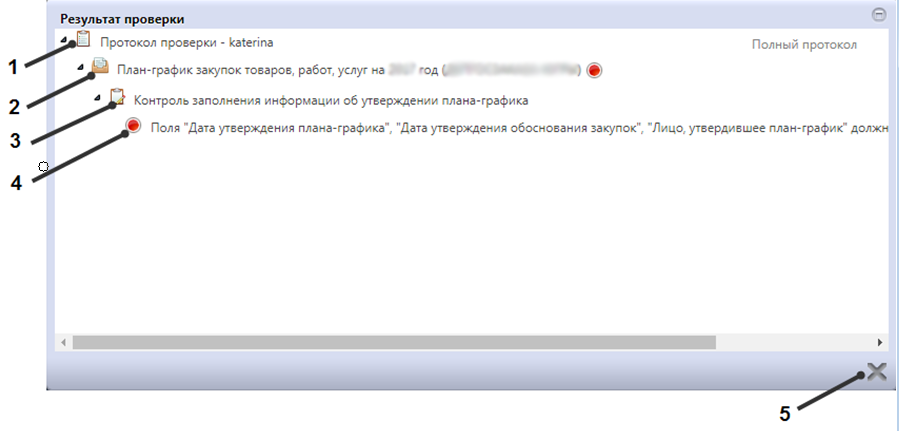 Результат проверки
Протокол проверки - katerina
Полный протокол
1
План-график закупок товаров, работ, услуг на год (
2
Контроль заполнения информации об утверждении плана-графика
3
Поля "Дата утверждения плана-графика", "Дата утверждения обоснования закупок", "Лицо, утвердившее план-график" должн
4
5